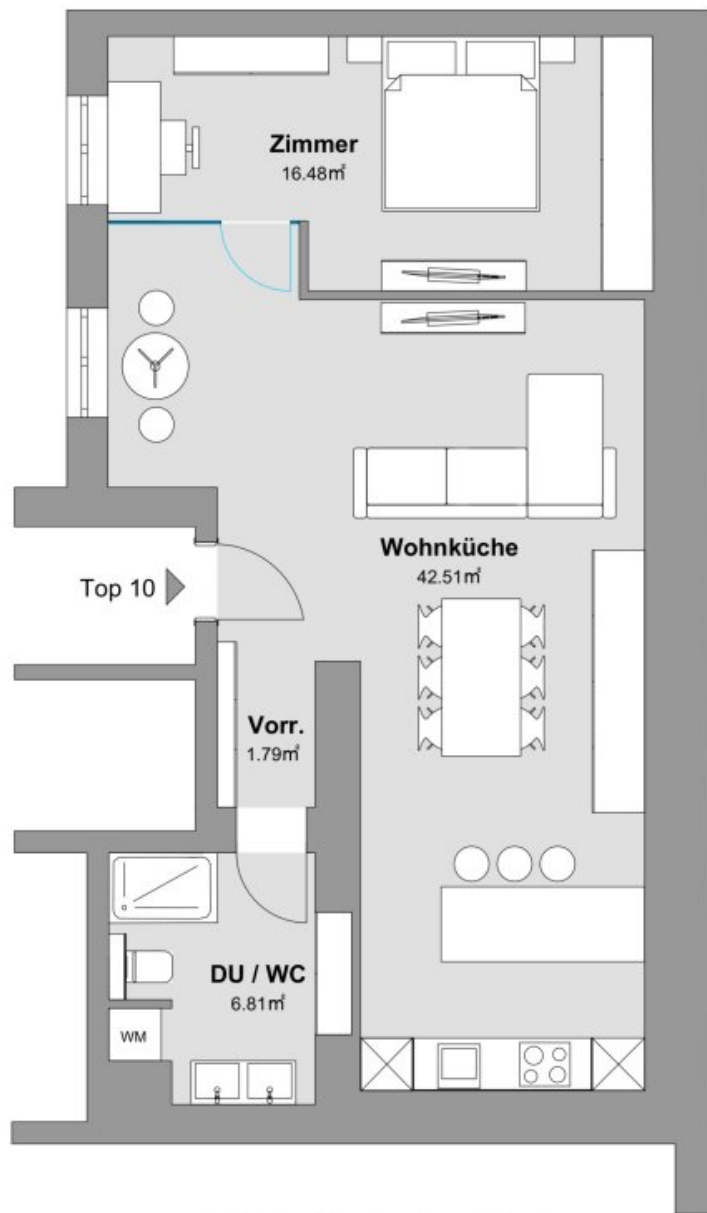 Zimmer
16.48㎡
Wohnküche
42.51㎡
Top 10
Vorr.
1.79㎡
DU / WC
6.81㎡
WM